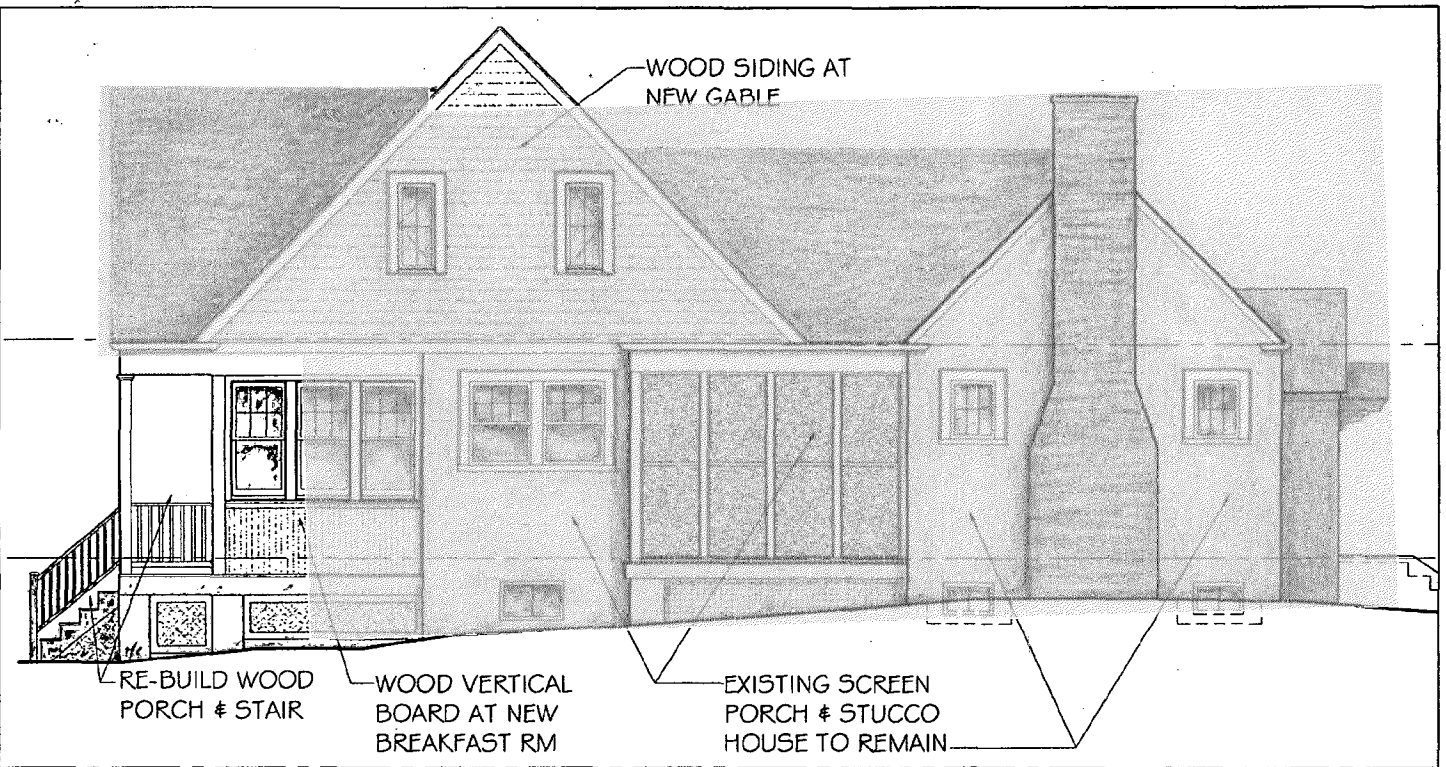 WOOD SIDING AT
NEW GABLE
RE-BUILD WOOD
PORCH & STAIR
WOOD VERTICAL
BOARD AT NEW
BREAKFAST RM
EXISTING SCREEN
PORCH & STUCCO
HOUSE TO REMAIN